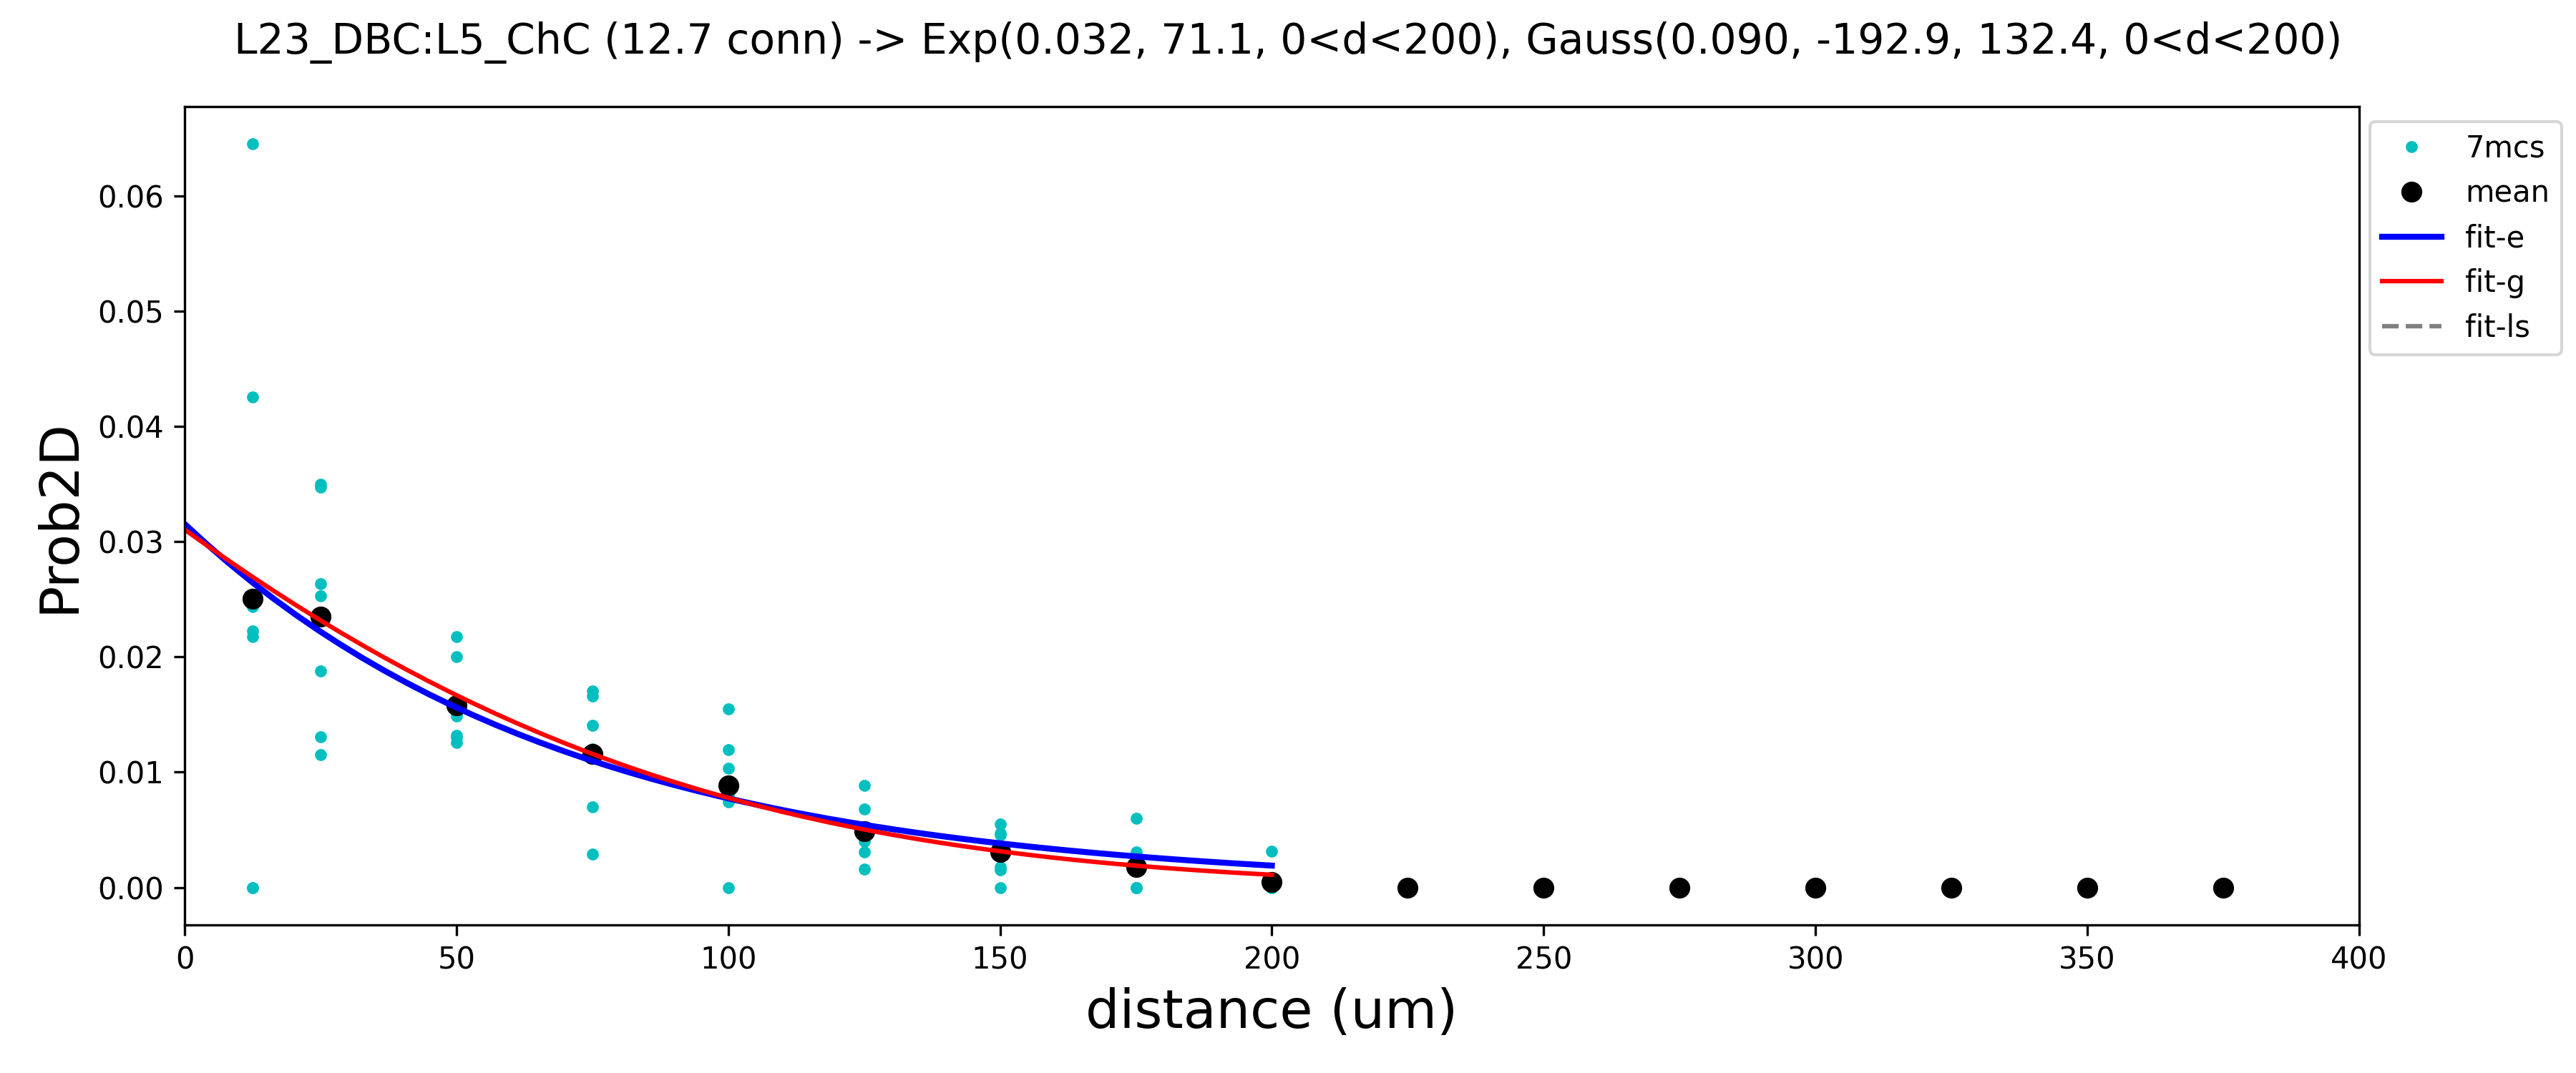 L23_DBC:L5_ChC (12.7 conn) -> Exp(0.032, 71.1, 0<d<200), Gauss(0.090, -192.9, 132.4, 0<d<200)
7mcs
mean
fit-e
fit-g
fit-ls
Prob2D
0.06
0.05
0.04
0.03
0.02
0.01
0.00
0 50 100 150 200 250 300 350 400
distance (um)